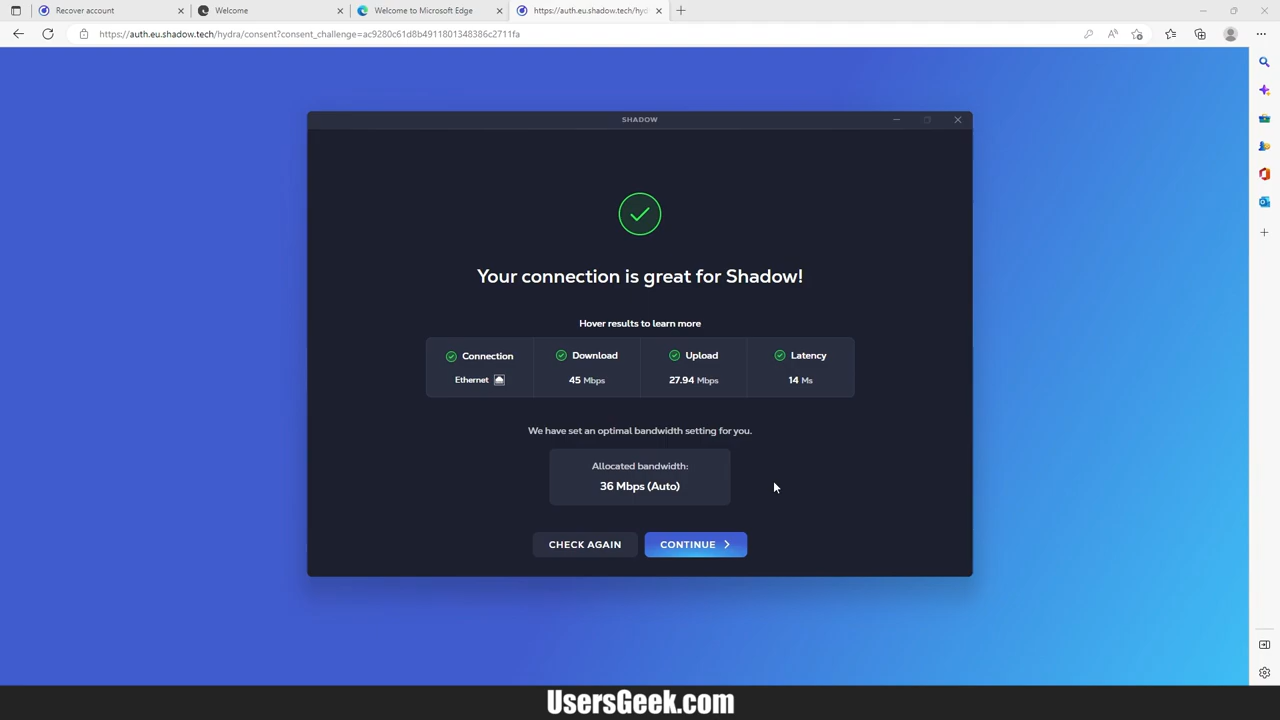 Recover account
Welcome
Welcome to Microsoft Edge
https://auth.eu.shadow.tech/hyd
https://auth.eu.shadow.tech/hydra/consent?consent_challenge=ac9280c61d8b4911801348386c2711fa
SHADOW
Your connection is great for Shadow!
Hover results to learn more
Connection Download Upload Latency
Ethernet 45 Mbps 27.94 Mbps 14 Ms
We have set an optimal bandwidth setting for you.
Allocated bandwidth:
36 Mbps (Auto)
CHECK AGAIN CONTINUE
UsersGeek.com